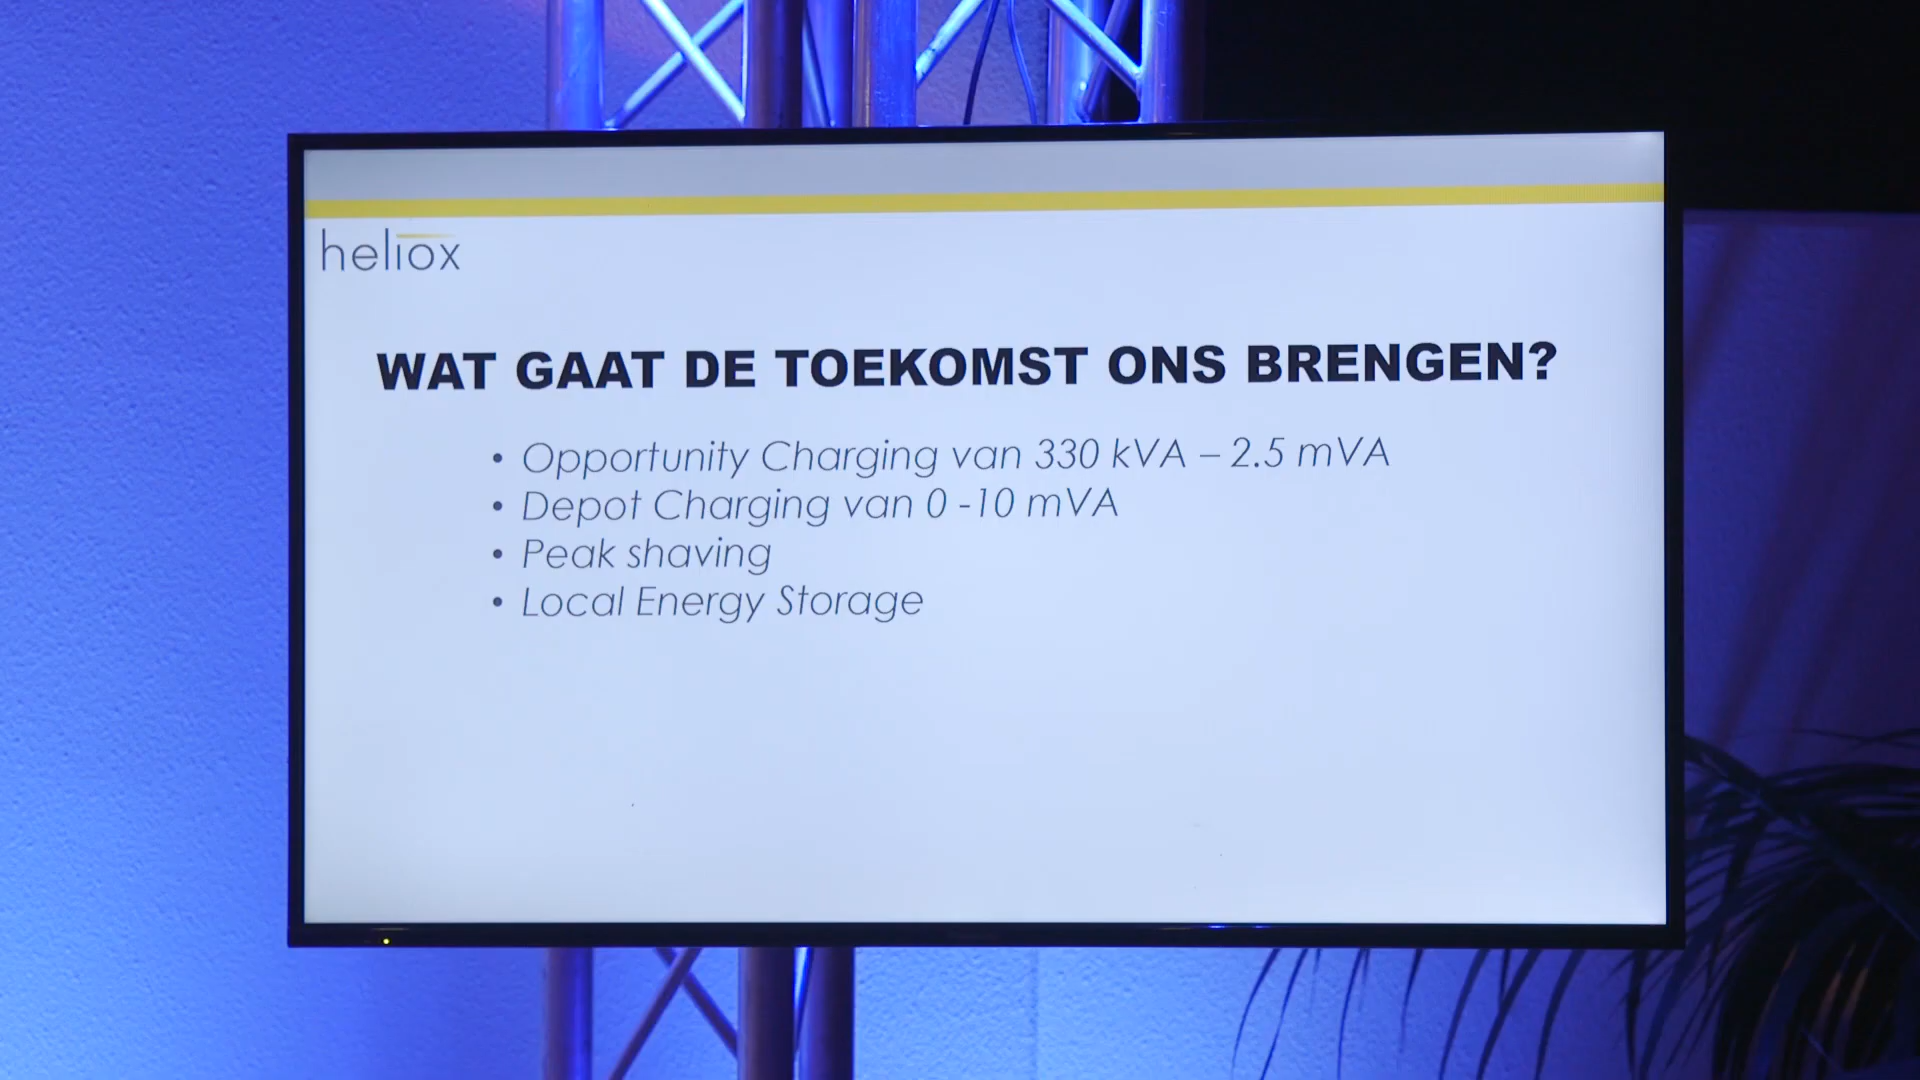 heliox
WAT GAAT DE TOEKOMST ONS BRENGEN?
• Opportunity Charging van 330 kVA – 2.5 mVA
• Depot Charging van 0 -10 mVA
• Peak shaving
• Local Energy Storage